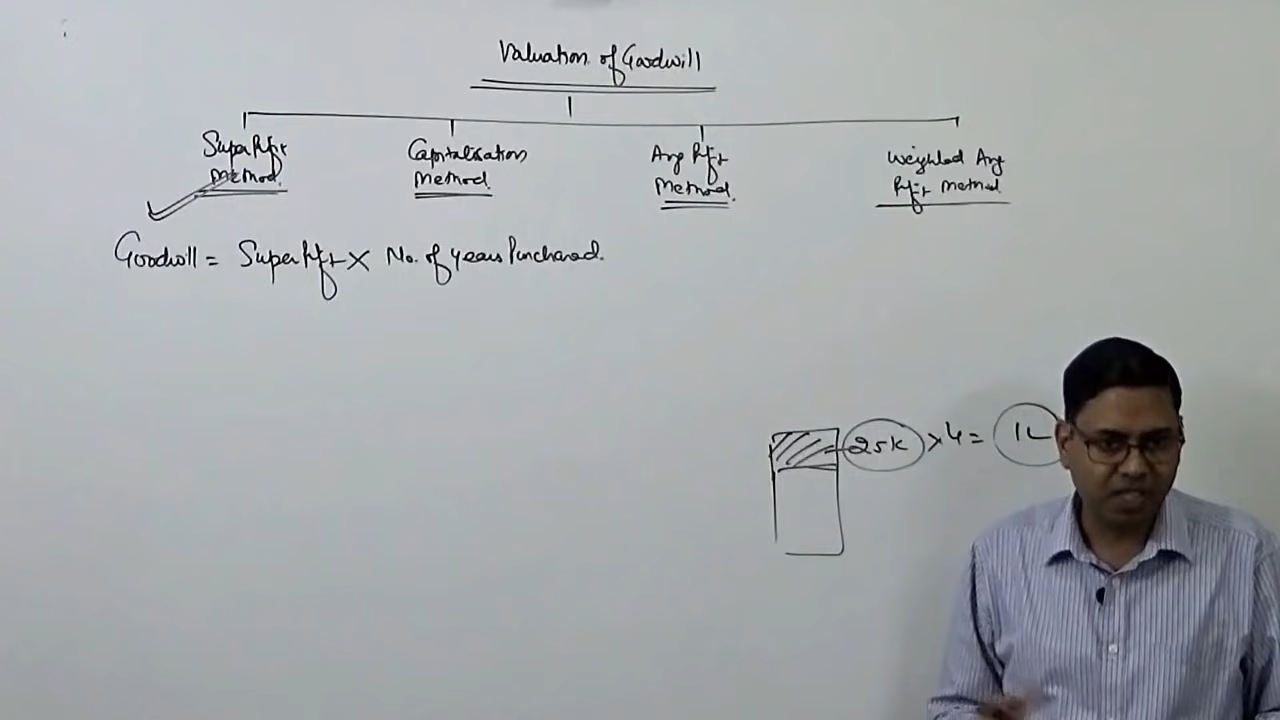 Valuation of Goodwill
Super Pft
Method.
Capitalisation
Method.
Avg Pft
Method.
Weighted Avg
Pft Method.
Goodwill = Super Pft × No. of years Purchased.
25K × 4 = 1L